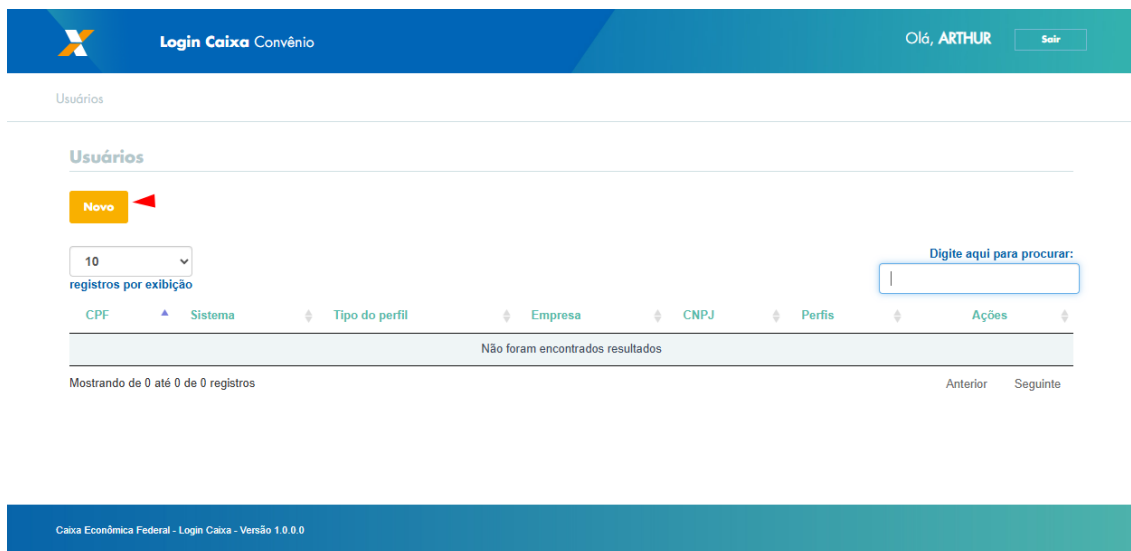 Login Caixa Convênio
Olá, ARTHUR
Sair
Usuários
Usuários
Novo
10
registros por exibição
Digite aqui para procurar:
CPF Sistema Tipo do perfil Empresa CNPJ Perfis Ações
Não foram encontrados resultados
Mostrando de 0 até 0 de 0 registros
Anterior Seguinte
Caixa Econômica Federal - Login Caixa - Versão 1.0.0.0